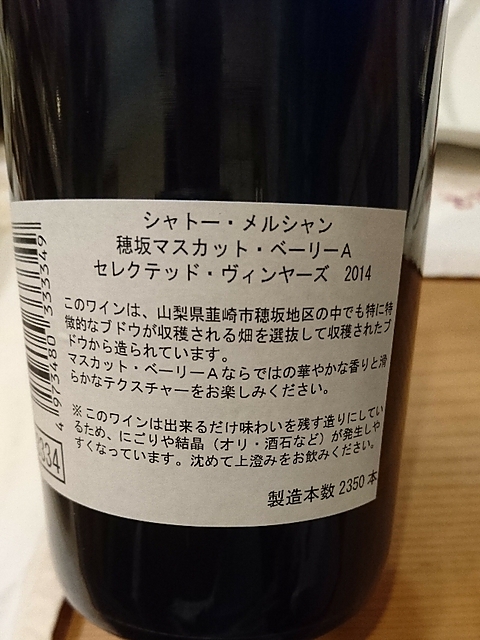 シャトー・メルシャン
穂坂マスカット・ベーリーA
セレクテッド・ヴィンヤーズ 2014
このワインは、山梨県韮崎市穂坂地区の中でも特に特
徴的なブドウが収穫される畑を選抜して収穫されたブ
ドウから造られています。
マスカット・ベーリーAならではの華やかな香りと滑
らかなテクスチャーをお楽しみください。
※このワインは出来るだけ味わいを残す造りにしてい
るため、にごりや結晶（オリ・酒石など）が発生しや
すくなっています。沈めて上澄みをお飲みください。
製造本数 2350 本
4 973480 333349
334